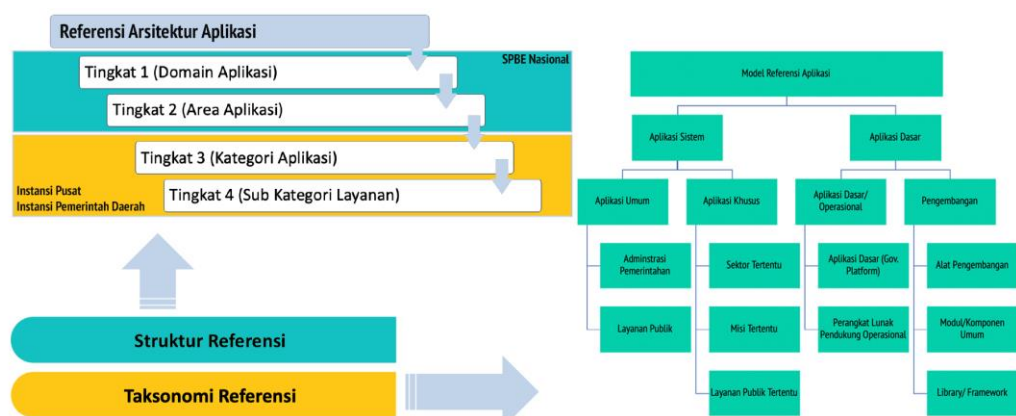 Referensi Arsitektur Aplikasi
SPBE Nasional
Tingkat 1 (Domain Aplikasi)
Tingkat 2 (Area Aplikasi)
Tingkat 3 (Kategori Aplikasi)
Tingkat 4 (Sub Kategori Layanan)
Instansi Pusat
Instansi Pemerintah Daerah
Struktur Referensi
Taksonomi Referensi
Model Referensi Aplikasi
Aplikasi Sistem
Aplikasi Dasar
Aplikasi Umum
Aplikasi Khusus
Aplikasi Dasar/
Operasional
Pengembangan
Adminstrasi
Pemerintahan
Sektor Tertentu
Aplikasi Dasar (Gov.
Platform)
Alat Pengembangan
Layanan Publik
Misi Tertentu
Perangkat Lunak
Pendukung Operasional
Modul/Komponen
Umum
Layanan Publik Tertentu
Library/ Framework